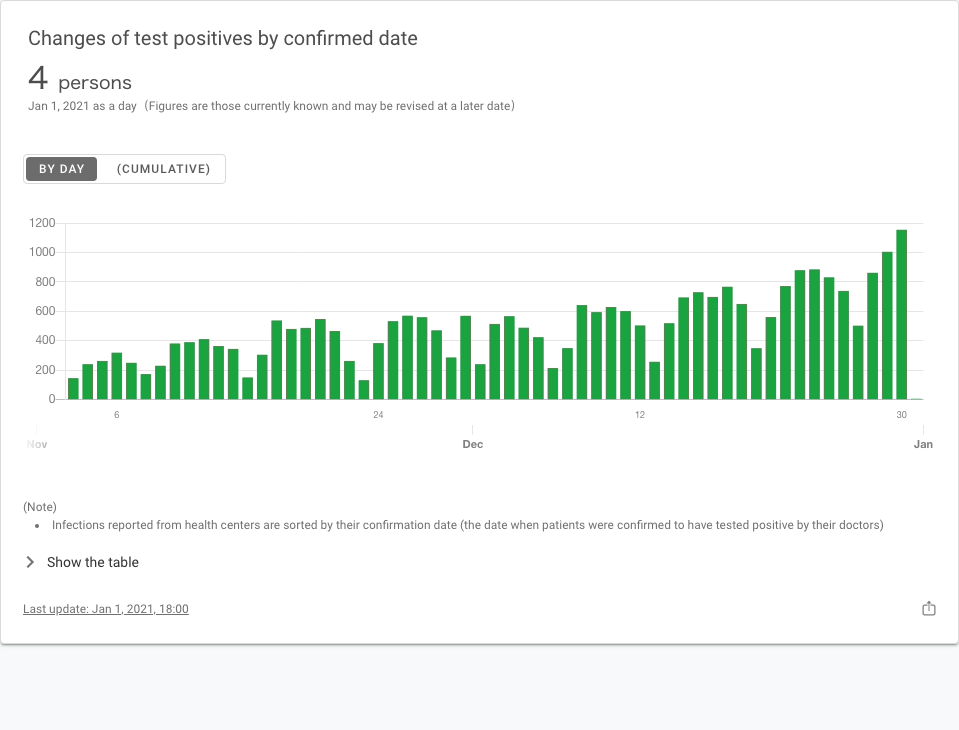 Changes of test positives by confirmed date
4 persons
Jan 1, 2021 as a day（Figures are those currently known and may be revised at a later date）
BY DAY (CUMULATIVE)
1200
1000
800
600
400
200
0
6 24 12 30
Nov Dec Jan
(Note)
• Infections reported from health centers are sorted by their confirmation date (the date when patients were confirmed to have tested positive by their doctors)
Show the table
Last update: Jan 1, 2021, 18:00